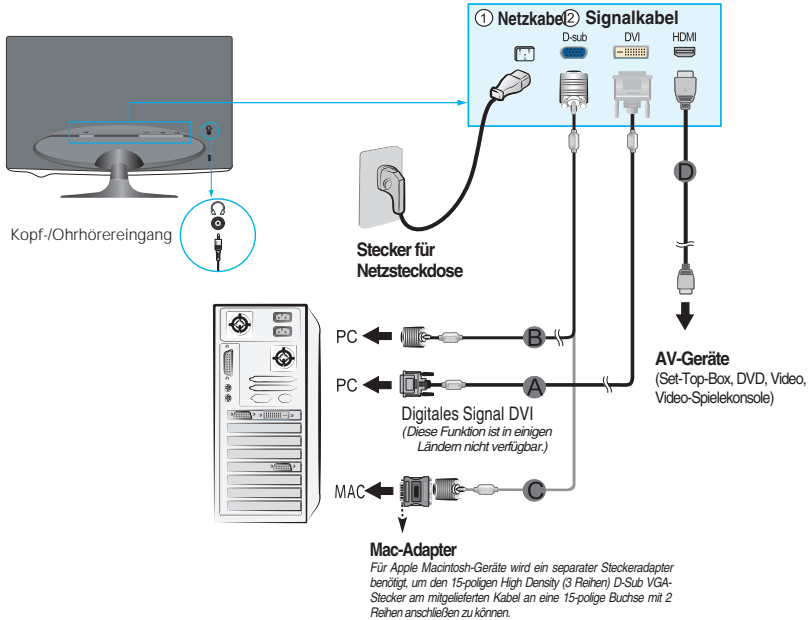 ① Netzkabel
② Signalkabel
D-sub
DVI
HDMI
Kopf-/Ohrhörereingang
Stecker für
Netzsteckdose
D
PC
B
PC
A
Digitales Signal DVI
(Diese Funktion ist in einigen
Ländern nicht verfügbar.)
AV-Geräte
(Set-Top-Box, DVD, Video,
Video-Spielekonsole)
MAC
C
Mac-Adapter
Für Apple Macintosh-Geräte wird ein separater Steckeradapter
benötigt, um den 15-poligen High Density (3 Reihen) D-Sub VGA-
Stecker am mitgelieferten Kabel an eine 15-polige Buchse mit 2
Reihen anschließen zu können.